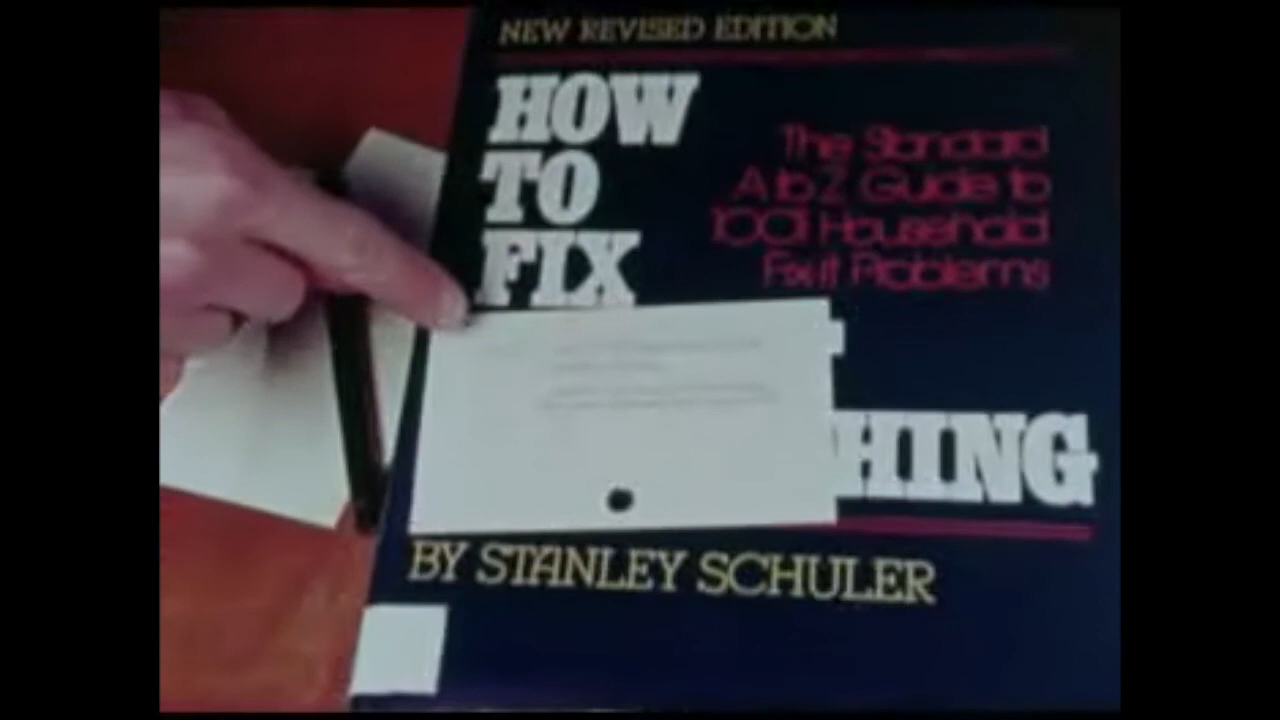 NEW REVISED EDITION
HOW
TO
FIX
HING
The Standard
A to Z Guide to
1001 Household
Fix it Problems
BY STANLEY SCHULER